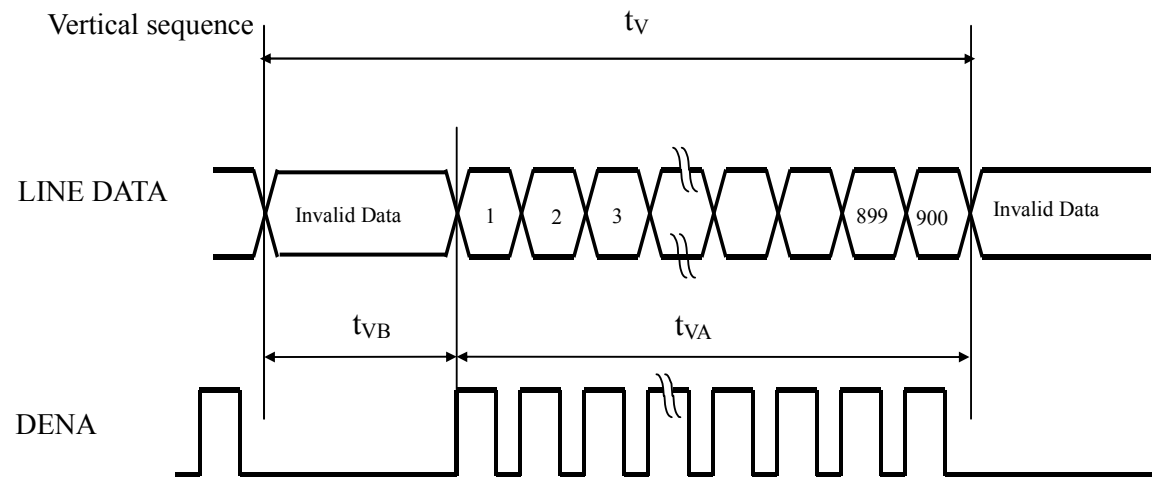 Vertical sequence
tV
LINE DATA
Invalid Data
1
2
3
899
900
Invalid Data
tVB
tVA
DENA